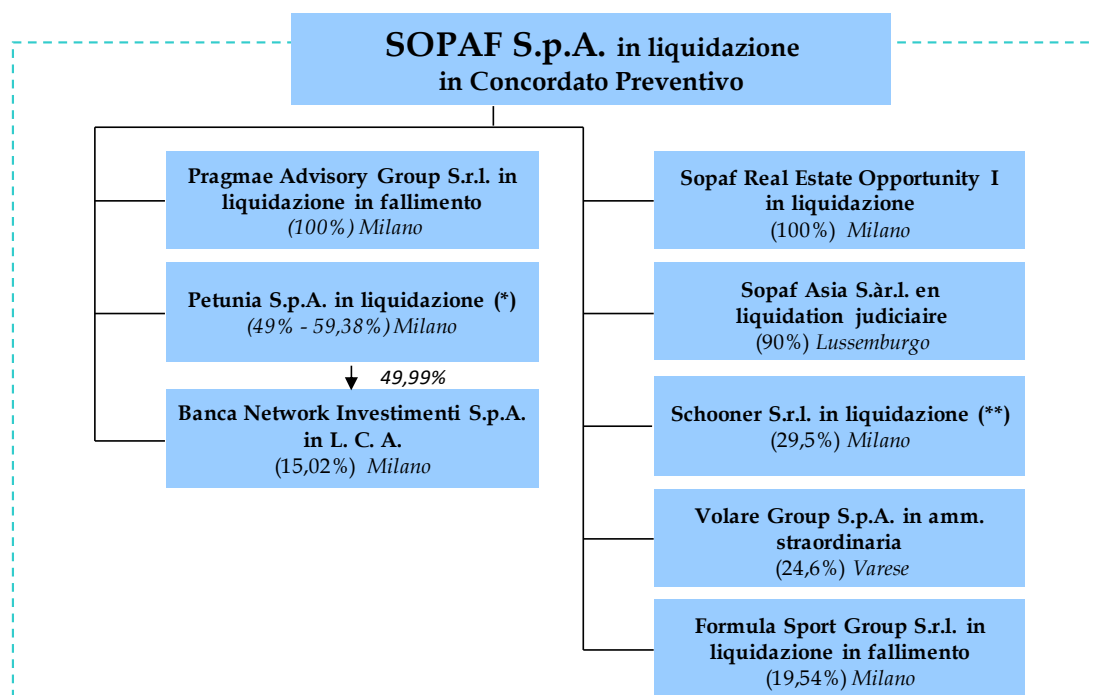 SOPAF S.p.A. in liquidazione
in Concordato Preventivo
Pragmae Advisory Group S.r.l. in
liquidazione in fallimento
(100%) Milano
Petunia S.p.A. in liquidazione (*)
(49% - 59,38%) Milano
49,99%
Banca Network Investimenti S.p.A.
in L. C. A.
(15,02%) Milano
Sopaf Real Estate Opportunity I
in liquidazione
(100%) Milano
Sopaf Asia S.àr.l. en
liquidation judiciaire
(90%) Lussemburgo
Schooner S.r.l. in liquidazione (**)
(29,5%) Milano
Volare Group S.p.A. in amm.
straordinaria
(24,6%) Varese
Formula Sport Group S.r.l. in
liquidazione in fallimento
(19,54%) Milano